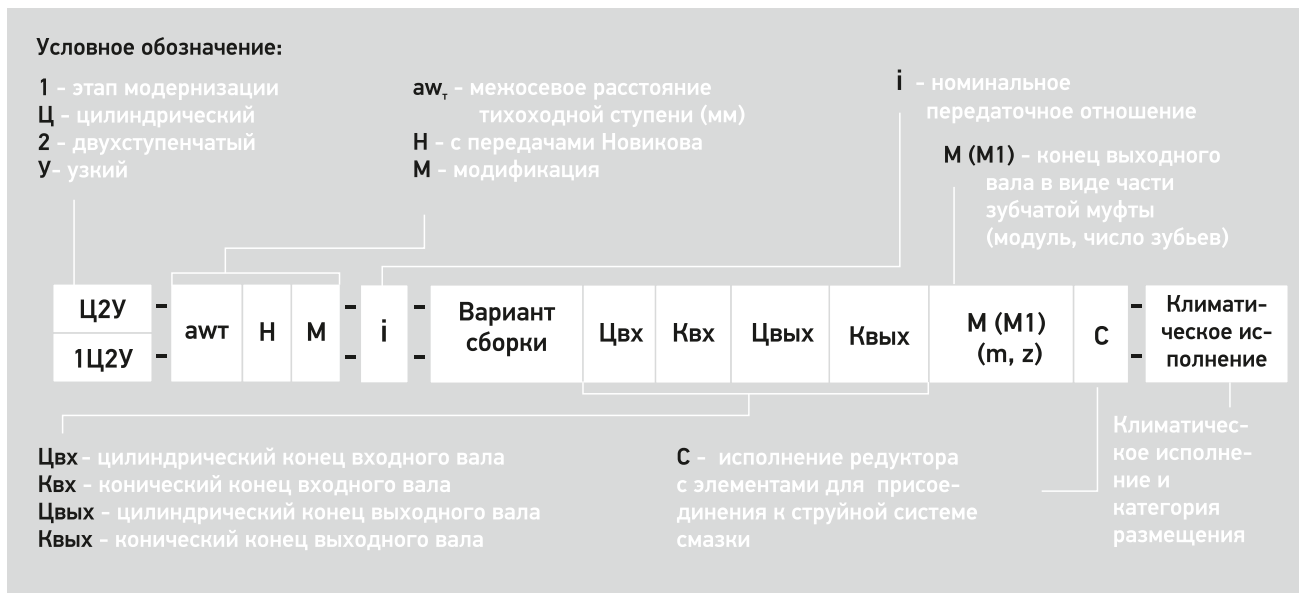 Условное обозначение:
1 - этап модернизации
Ц - цилиндрический
2 - двухступенчатый
У- узкий
awт - межосевое расстояние
тихоходной ступени (мм)
Н - с передачами Новикова
М - модификация
i - номинальное
передаточное отношение
М (М1) - конец выходного
вала в виде части
зубчатой муфты
(модуль, число зубьев)
Ц2У
1Ц2У
-
-
awт
Н
М
-
-
i
-
-
Вариант
сборки
Цвх
Квх
Цвых
Квых
М (М1)
(m, z)
С
-
-
Климати-
ческое ис-
полнение
Цвх - цилиндрический конец входного вала
Квх - конический конец входного вала
Цвых - цилиндрический конец выходного вала
Квых - конический конец выходного вала
С - исполнение редуктора
с элементами для присое-
динения к струйной системе
смазки
Климатичес-
кое исполне-
ние и
категория
размещения